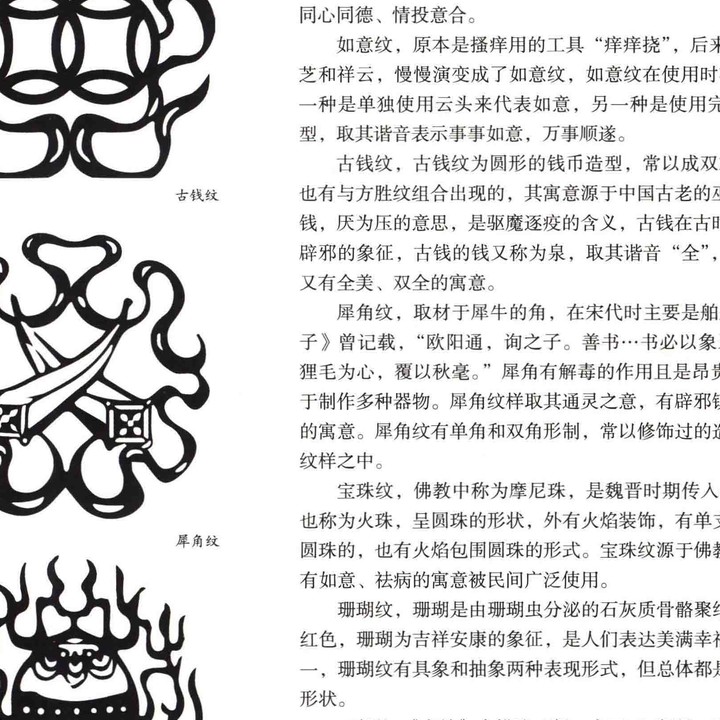 同心同德、情投意合。
如意纹，原本是搔痒用的工具“痒痒挠”，后来
芝和祥云，慢慢演变成了如意纹，如意纹在使用时
一种是单独使用云头来代表如意，另一种是使用完
型，取其谐音表示事事如意，万事顺遂。
古钱纹，古钱纹为圆形的钱币造型，常以成双
也有与方胜纹组合出现的，其寓意源于中国古老的巫
钱，厌为压的意思，是驱魔逐疫的含义，古钱在古时
辟邪的象征，古钱的钱又称为泉，取其谐音“全”，
又有全美、双全的寓意。
犀角纹，取材于犀牛的角，在宋代时主要是舶
子》曾记载，“欧阳通，询之子。善书…书必以象
狸毛为心，覆以秋毫。”犀角有解毒的作用且是昂贵
于制作多种器物。犀角纹样取其通灵之意，有辟邪镇
的寓意。犀角纹有单角和双角形制，常以修饰过的造
纹样之中。
宝珠纹，佛教中称为摩尼珠，是魏晋时期传入
也称为火珠，呈圆珠的形状，外有火焰装饰，有单支
圆珠的，也有火焰包围圆珠的形式。宝珠纹源于佛教
有如意、祛病的寓意被民间广泛使用。
珊瑚纹，珊瑚是由珊瑚虫分泌的石灰质骨骼聚结
红色，珊瑚为吉祥安康的象征，是人们表达美满幸福
一，珊瑚纹有具象和抽象两种表现形式，但总体都是
形状。
古钱纹
犀角纹